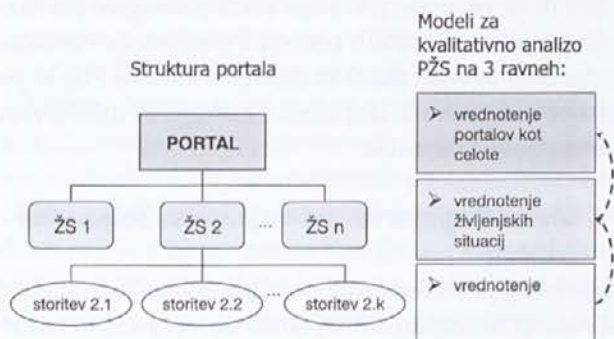 Struktura portala
PORTAL
ŽS 1
ŽS 2
...
ŽS n
storitev 2.1
storitev 2.2
...
storitev 2.k
Modeli za
kvalitativno analizo
PŽS na 3 ravneh:
➤ vrednotenje
portalov kot
celote
➤ vrednotenje
življenjskih
situacij
➤ vrednotenje